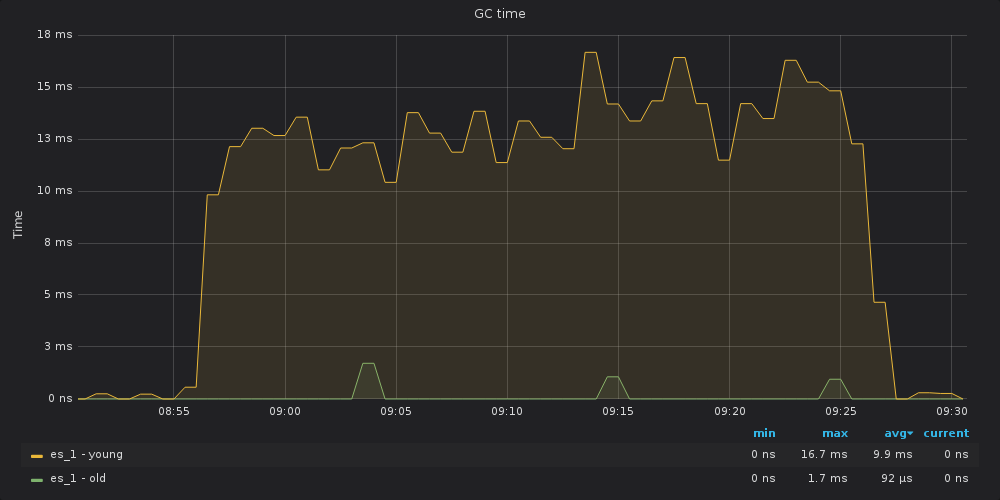 GC time
18 ms
15 ms
13 ms
10 ms
8 ms
5 ms
3 ms
0 ns
Time
08:55 09:00 09:05 09:10 09:15 09:20 09:25 09:30
min max avg current
es_1 - young 0 ns 16.7 ms 9.9 ms 0 ns
es_1 - old 0 ns 1.7 ms 92 µs 0 ns